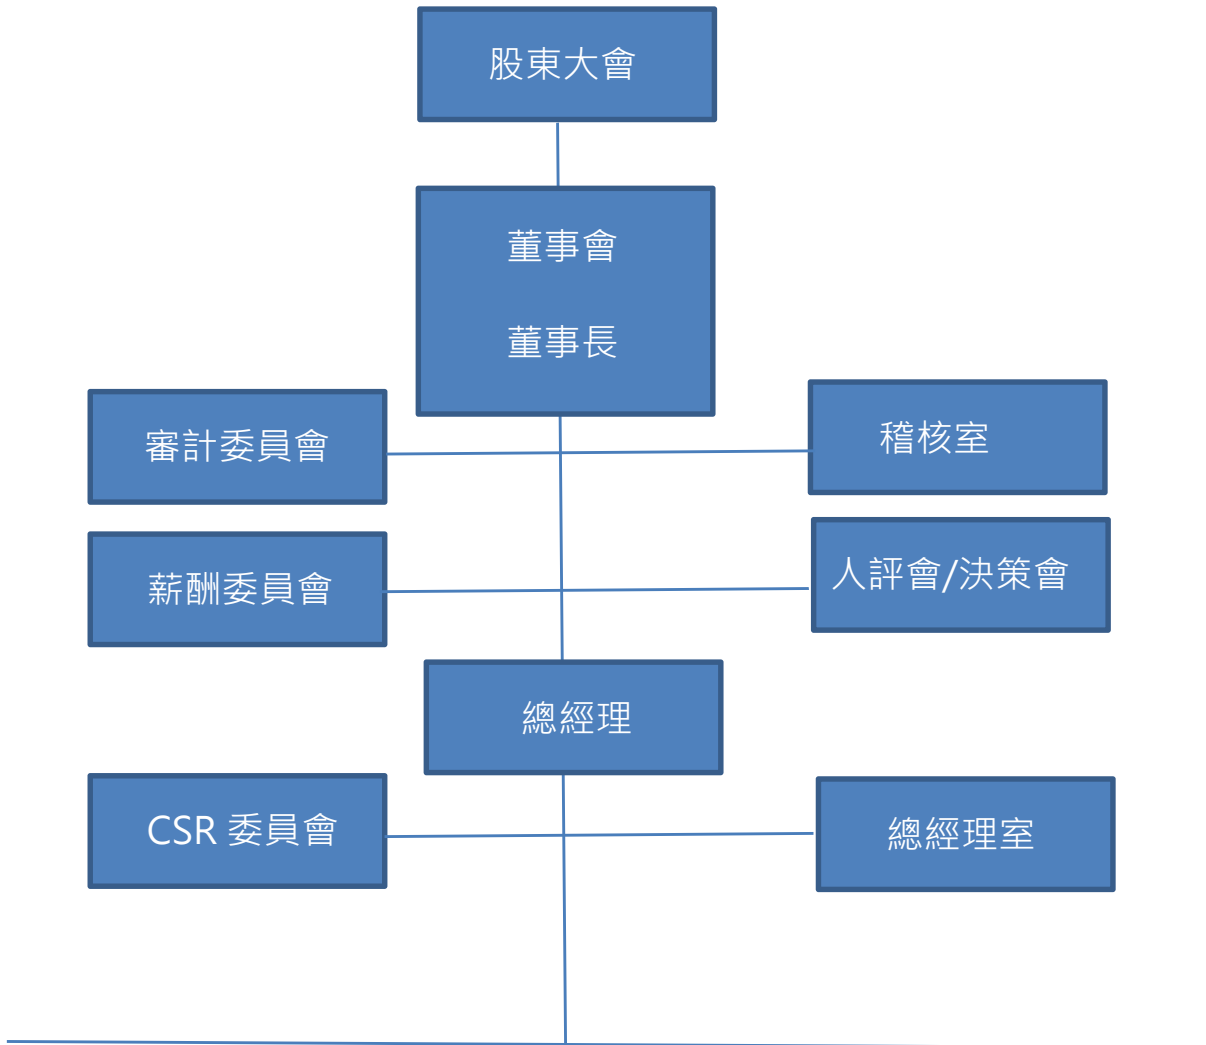 股東大會
董事會
董事長
審計委員會
稽核室
薪酬委員會
人評會/決策會
總經理
CSR 委員會
總經理室